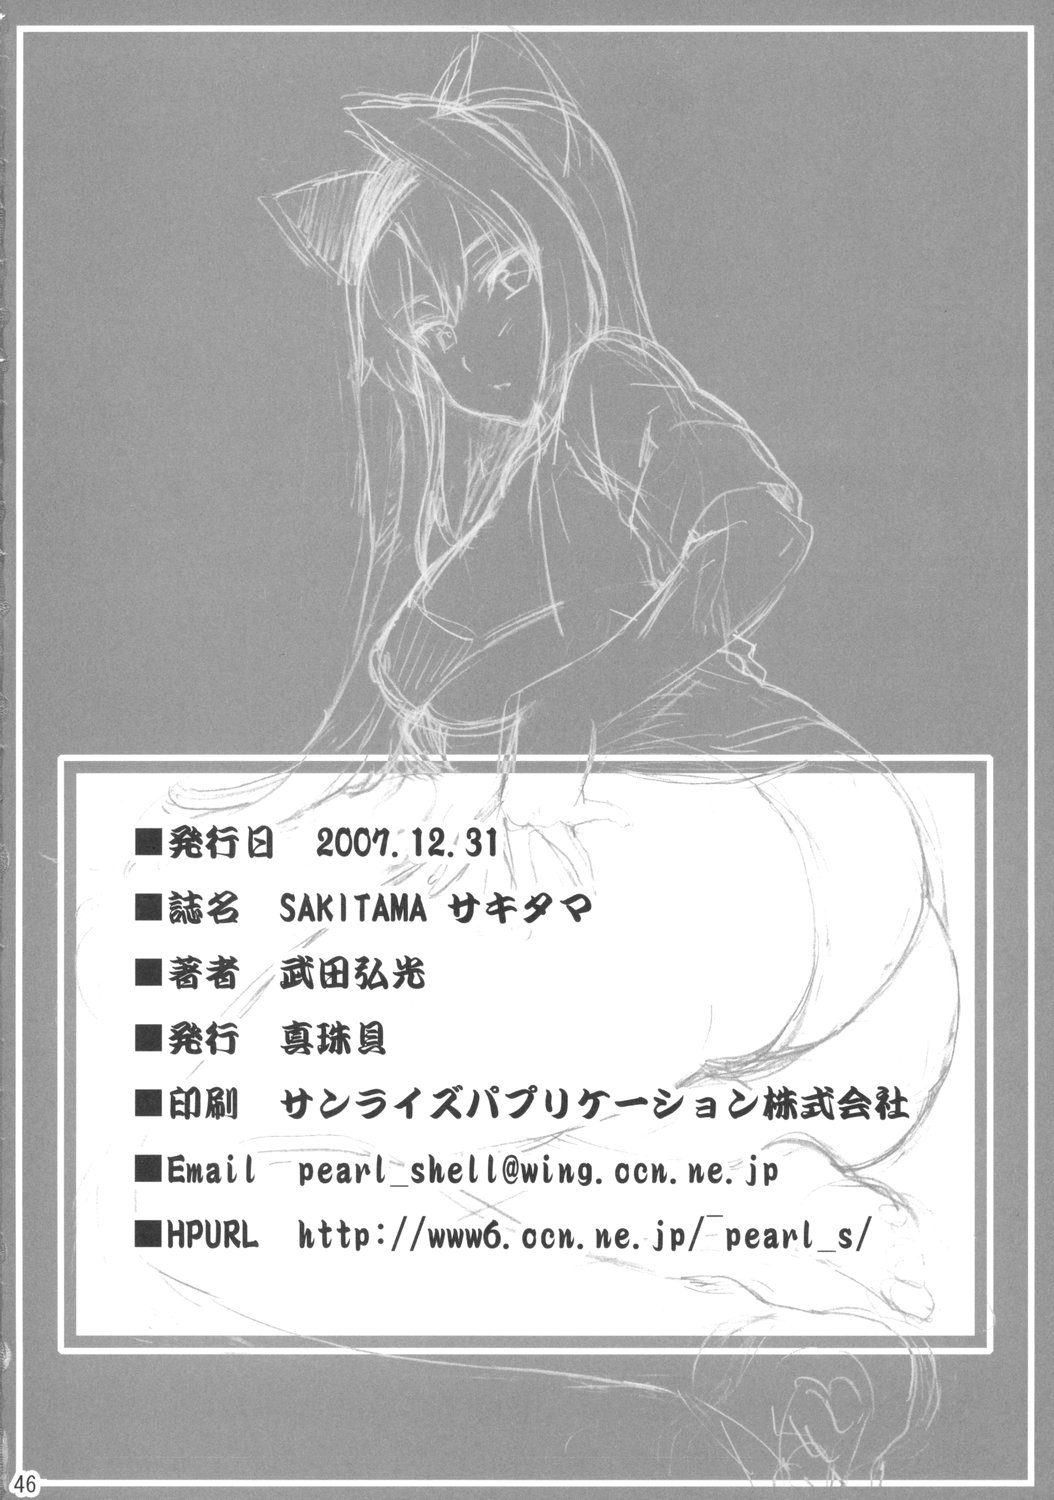 ■発行日　2007.12.31
■誌名　SAKITAMA サキタマ
■著者　武田弘光
■発行　真珠貝
■印刷　サンライズパプリケーション株式会社
■Email　pearl_shell@wing.ocn.ne.jp
■HPURL　http://www6.ocn.ne.jp/‾pearl_s/
46